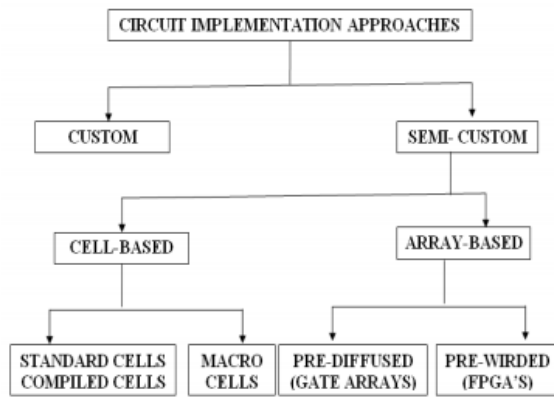 CIRCUIT IMPLEMENTATION APPROACHES
CUSTOM
SEMI- CUSTOM
CELL-BASED
ARRAY-BASED
STANDARD CELLS
COMPILED CELLS
MACRO
CELLS
PRE-DIFFUSED
(GATE ARRAYS)
PRE-WIRDED
(FPGA'S)